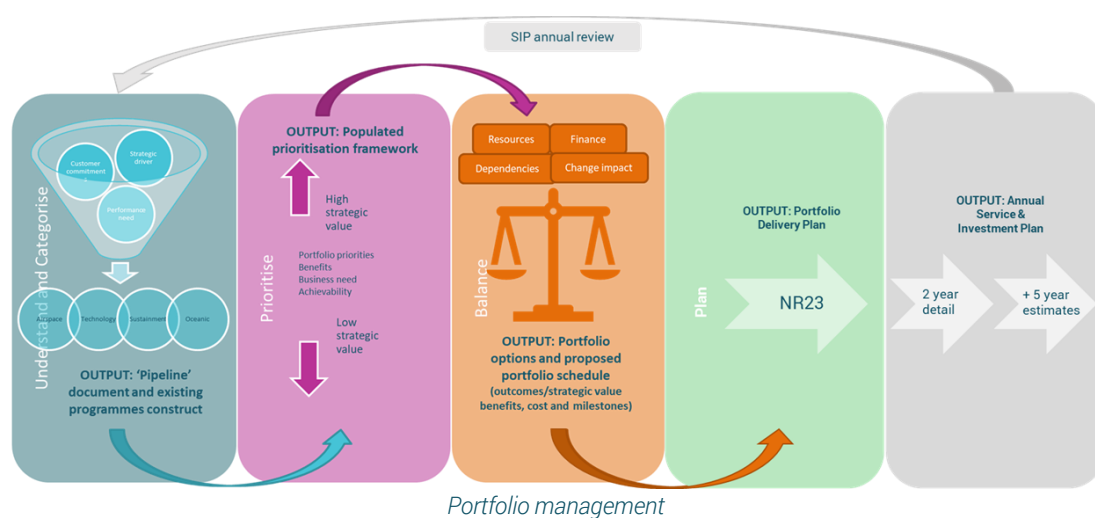 SIP annual review
Understand and Categorise
Customer
commitment
Strategic
driver
Performance
need
Airspace
Technology
Sustainment
Oceanic
OUTPUT: 'Pipeline'
document and existing
programmes construct
Prioritise
OUTPUT: Populated
prioritisation framework
High
strategic
value
Portfolio priorities
Benefits
Business need
Achievability
Low
strategic
value
Balance
Resources
Finance
Dependencies
Change impact
OUTPUT: Portfolio
options and proposed
portfolio schedule
(outcomes/strategic value
benefits, cost and milestones)
Plan
OUTPUT: Portfolio
Delivery Plan
NR23
OUTPUT: Annual
Service &
Investment Plan
2 year
detail
+ 5 year
estimates
Portfolio management